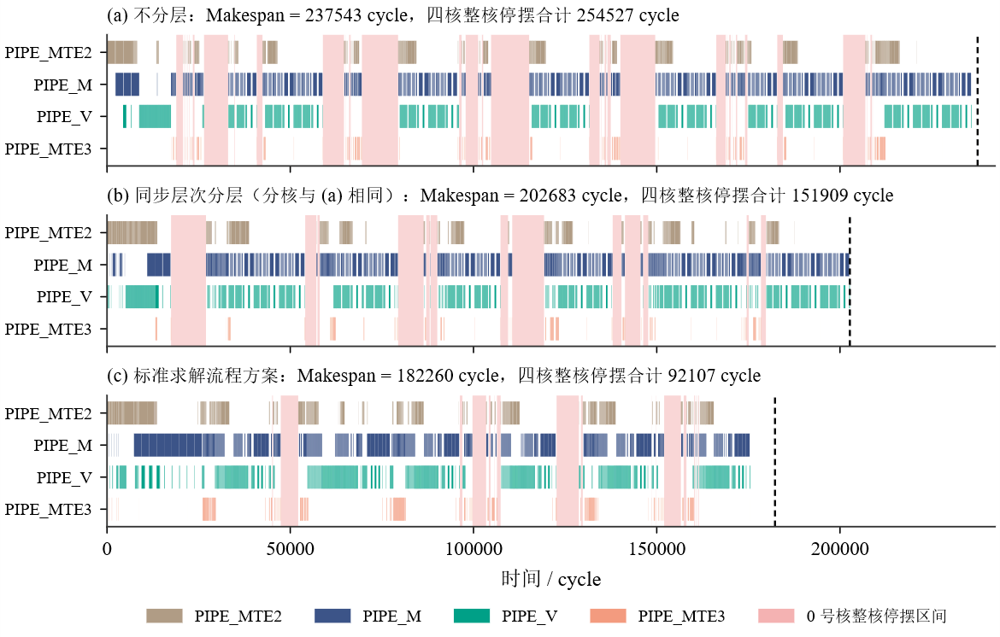 (a) 不分层：Makespan = 237543 cycle，四核整核停摆合计 254527 cycle
PIPE_MTE2
PIPE_M
PIPE_V
PIPE_MTE3
(b) 同步层次分层（分核与 (a) 相同）：Makespan = 202683 cycle，四核整核停摆合计 151909 cycle
PIPE_MTE2
PIPE_M
PIPE_V
PIPE_MTE3
(c) 标准求解流程方案：Makespan = 182260 cycle，四核整核停摆合计 92107 cycle
PIPE_MTE2
PIPE_M
PIPE_V
PIPE_MTE3
0 50000 100000 150000 200000
时间 / cycle
PIPE_MTE2 PIPE_M PIPE_V PIPE_MTE3 0 号核整核停摆区间